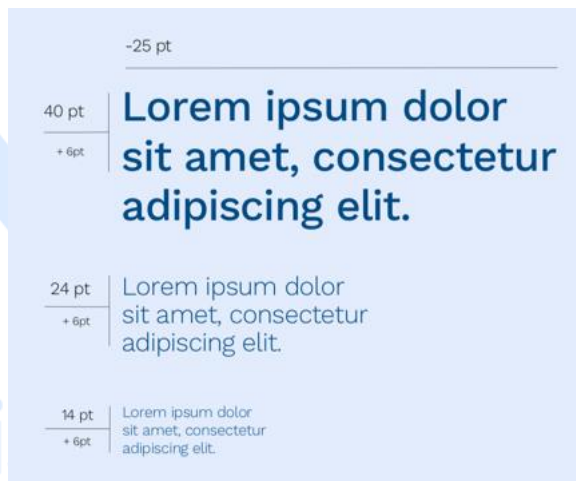 -25 pt
40 pt
+ 6pt
Lorem ipsum dolor
sit amet, consectetur
adipiscing elit.
24 pt
+ 6pt
Lorem ipsum dolor
sit amet, consectetur
adipiscing elit.
14 pt
+ 6pt
Lorem ipsum dolor
sit amet, consectetur
adipiscing elit.